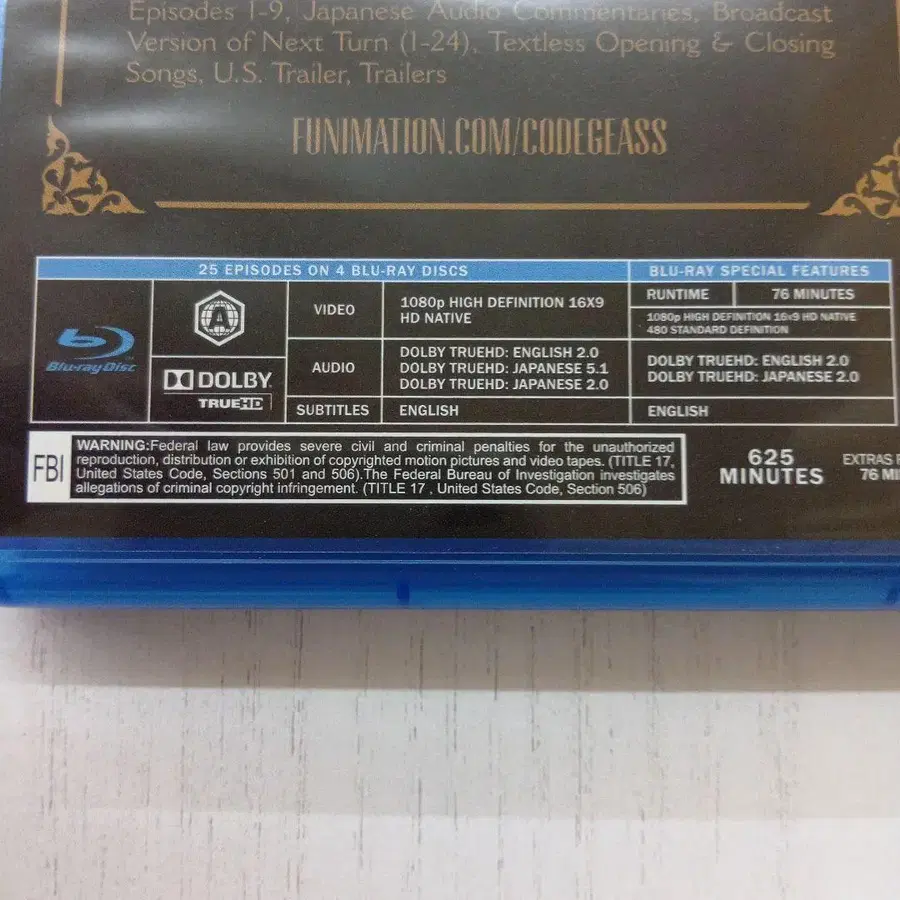 Episodes 1-9, Japanese Audio Commentaries, Broadcast
Version of Next Turn (1-24), Textless Opening & Closing
Songs, U.S. Trailer, Trailers
FUNIMATION.COM/CODEGEASS
25 EPISODES ON 4 BLU-RAY DISCS
BLU-RAY SPECIAL FEATURES
Blu-ray Disc
A
DOLBY
TRUEHD
VIDEO
1080p HIGH DEFINITION 16X9
HD NATIVE
AUDIO
DOLBY TRUEHD: ENGLISH 2.0
DOLBY TRUEHD: JAPANESE 5.1
DOLBY TRUEHD: JAPANESE 2.0
SUBTITLES
ENGLISH
RUNTIME
76 MINUTES
1080p HIGH DEFINITION 16x9 HD NATIVE
480 STANDARD DEFINITION
DOLBY TRUEHD: ENGLISH 2.0
DOLBY TRUEHD: JAPANESE 2.0
ENGLISH
FBI
WARNING:Federal law provides severe civil and criminal penalties for the unauthorized
reproduction, distribution or exhibition of copyrighted motion pictures and video tapes. (TITLE 17,
United States Code, Sections 501 and 506).The Federal Bureau of Investigation investigates
allegations of criminal copyright infringement. (TITLE 17 , United States Code, Section 506)
625
MINUTES
EXTRAS
76